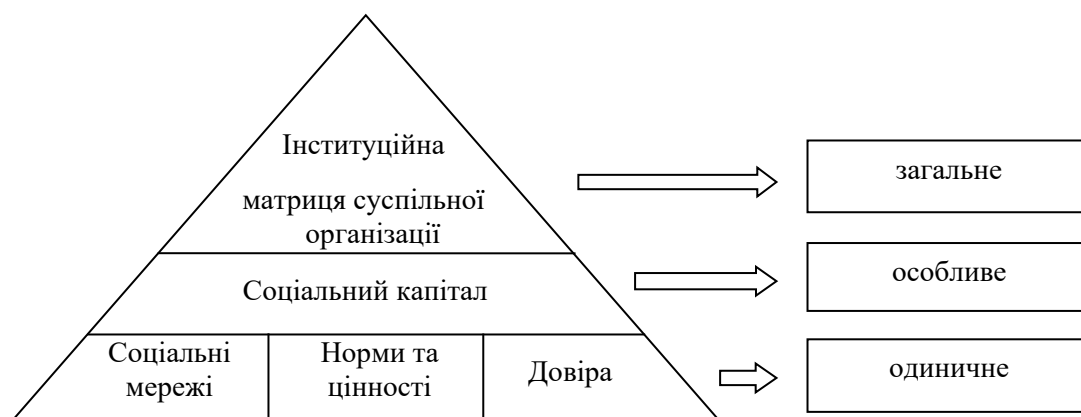 Інституційна
матриця суспільної
організації
загальне
Соціальний капітал
особливе
Соціальні
мережі
Норми та
цінності
Довіра
одиничне